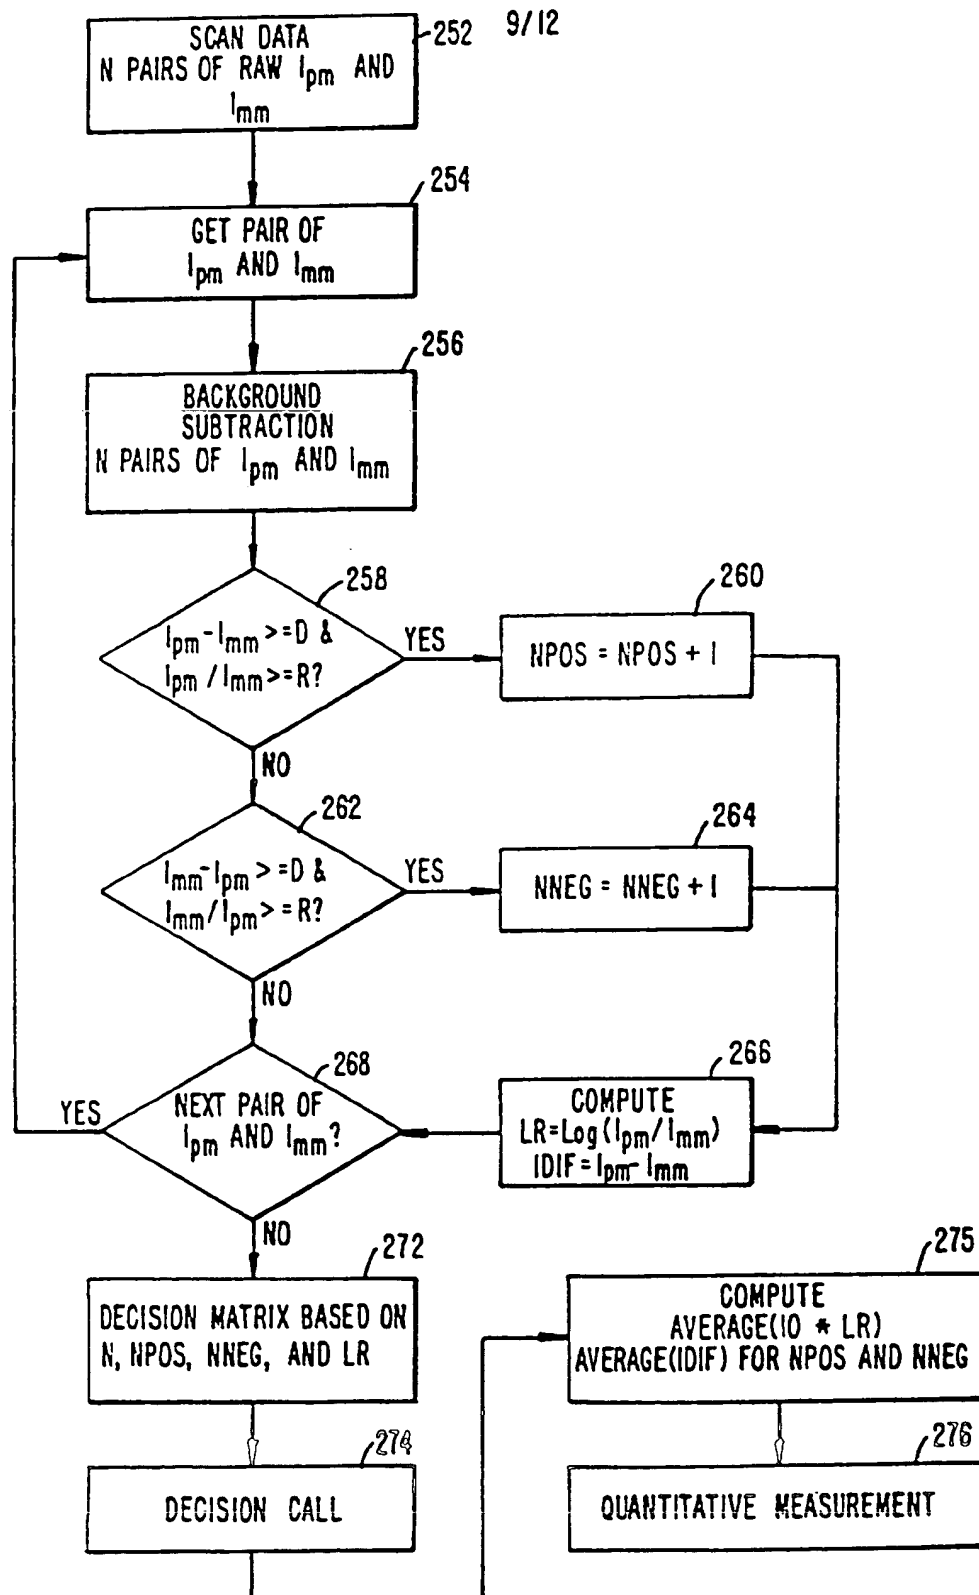 9/12
252
SCAN DATA
N PAIRS OF RAW Ipm AND
Imm
254
GET PAIR OF
Ipm AND Imm
256
BACKGROUND
SUBTRACTION
N PAIRS OF Ipm AND Imm
258
Ipm-Imm>=D &
Ipm/Imm>=R?
YES
260
NPOS = NPOS + 1
NO
262
Imm-Ipm>=D &
Imm/Ipm>=R?
YES
264
NNEG = NNEG + 1
NO
268
NEXT PAIR OF
Ipm AND Imm?
YES
266
COMPUTE
LR=Log(Ipm/Imm)
IDIF=Ipm-Imm
NO
272
DECISION MATRIX BASED ON
N, NPOS, NNEG, AND LR
274
DECISION CALL
275
COMPUTE
AVERAGE(10 * LR)
AVERAGE(IDIF) FOR NPOS AND NNEG
276
QUANTITATIVE MEASUREMENT